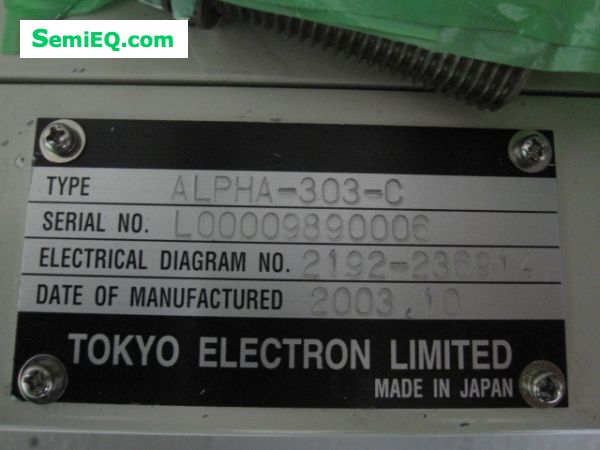 SemiEQ.com
TYPE ALPHA-303-C
SERIAL NO. L00009890006
ELECTRICAL DIAGRAM NO. 2192-236914
DATE OF MANUFACTURED 2003.10
TOKYO ELECTRON LIMITED
MADE IN JAPAN